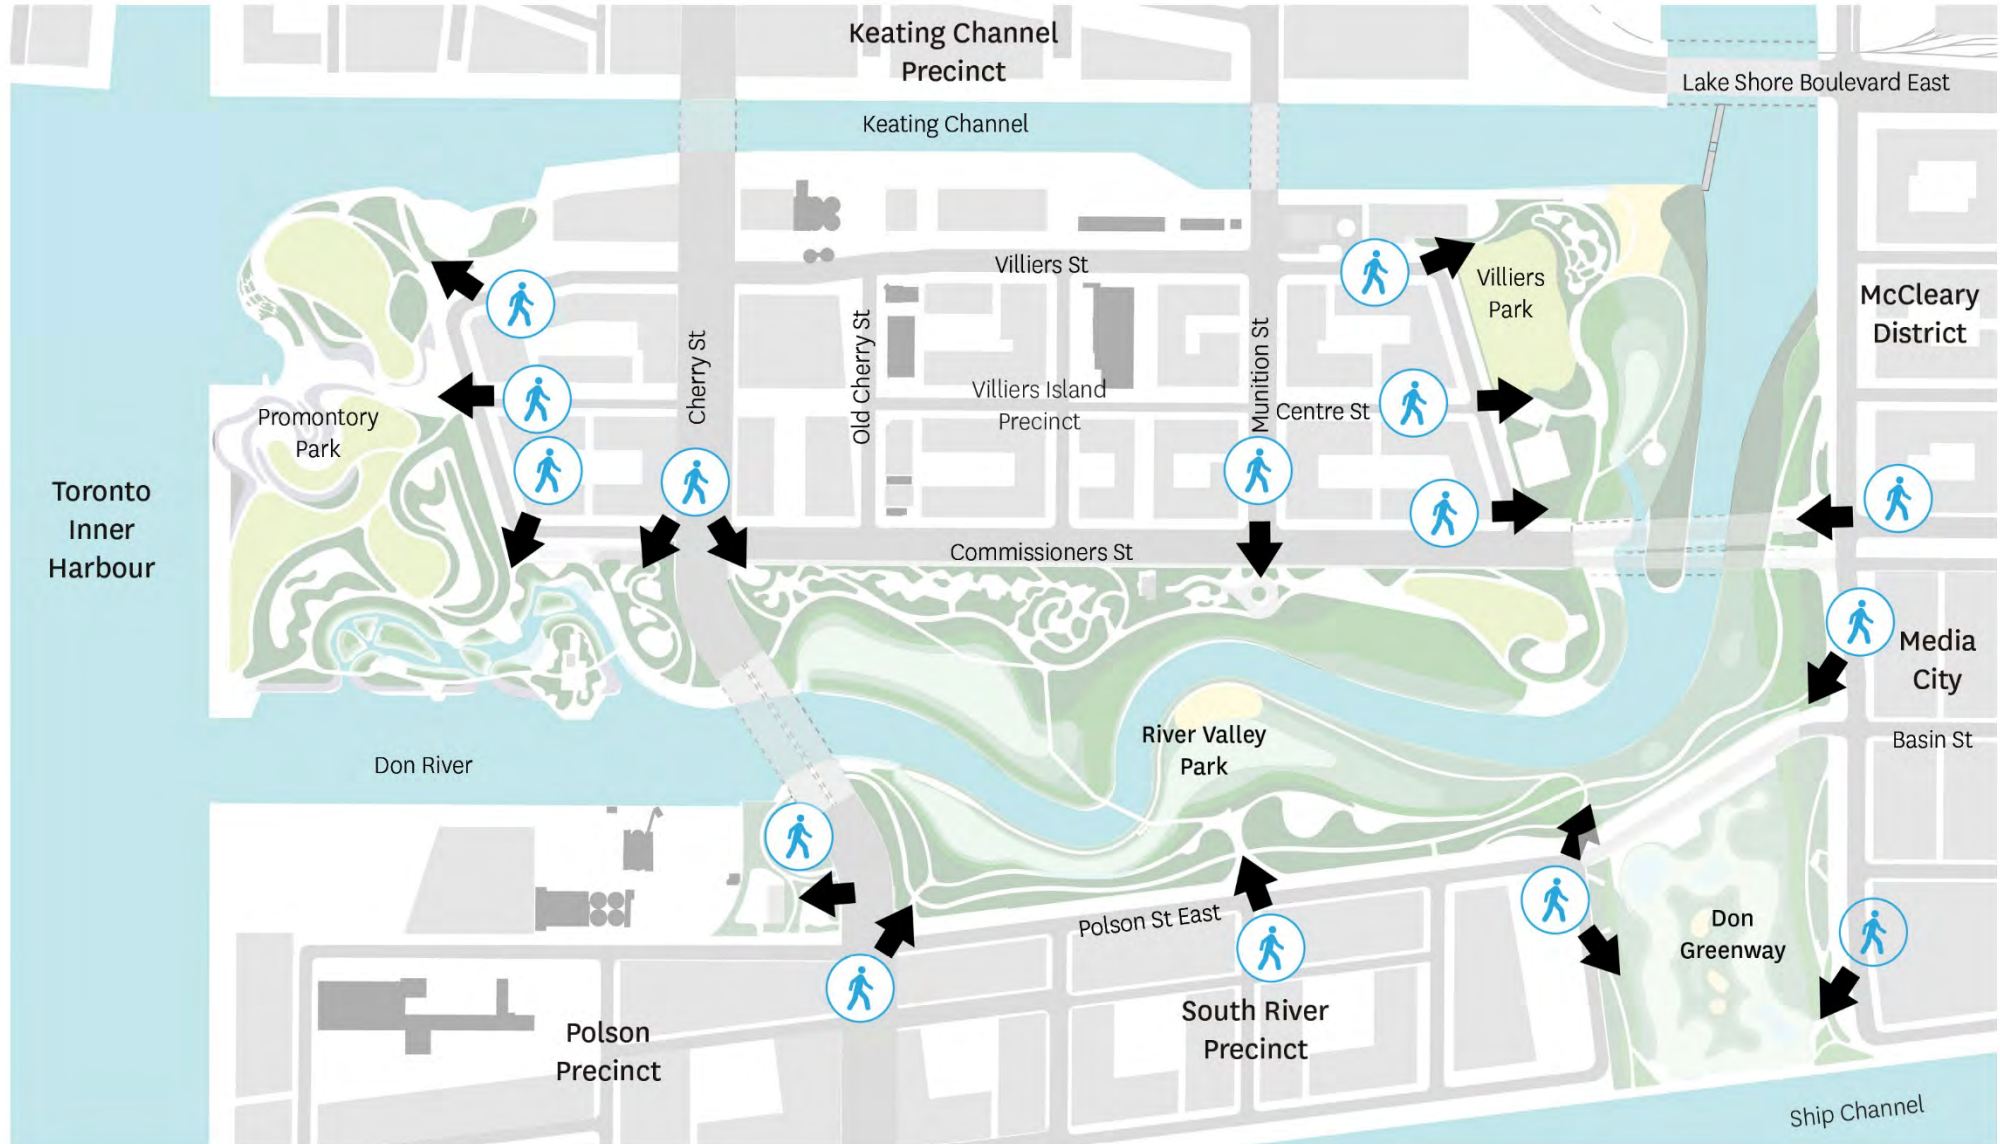 Keating Channel
Precinct
Lake Shore Boulevard East
Keating Channel
Villiers St
Villiers
Park
McCleary
District
Cherry St
Old Cherry St
Munition St
Villiers Island
Precinct
Centre St
Promontory
Park
Toronto
Inner
Harbour
Commissioners St
Media
City
River Valley
Park
Basin St
Don River
Polson St East
Don
Greenway
South River
Precinct
Polson
Precinct
Ship Channel